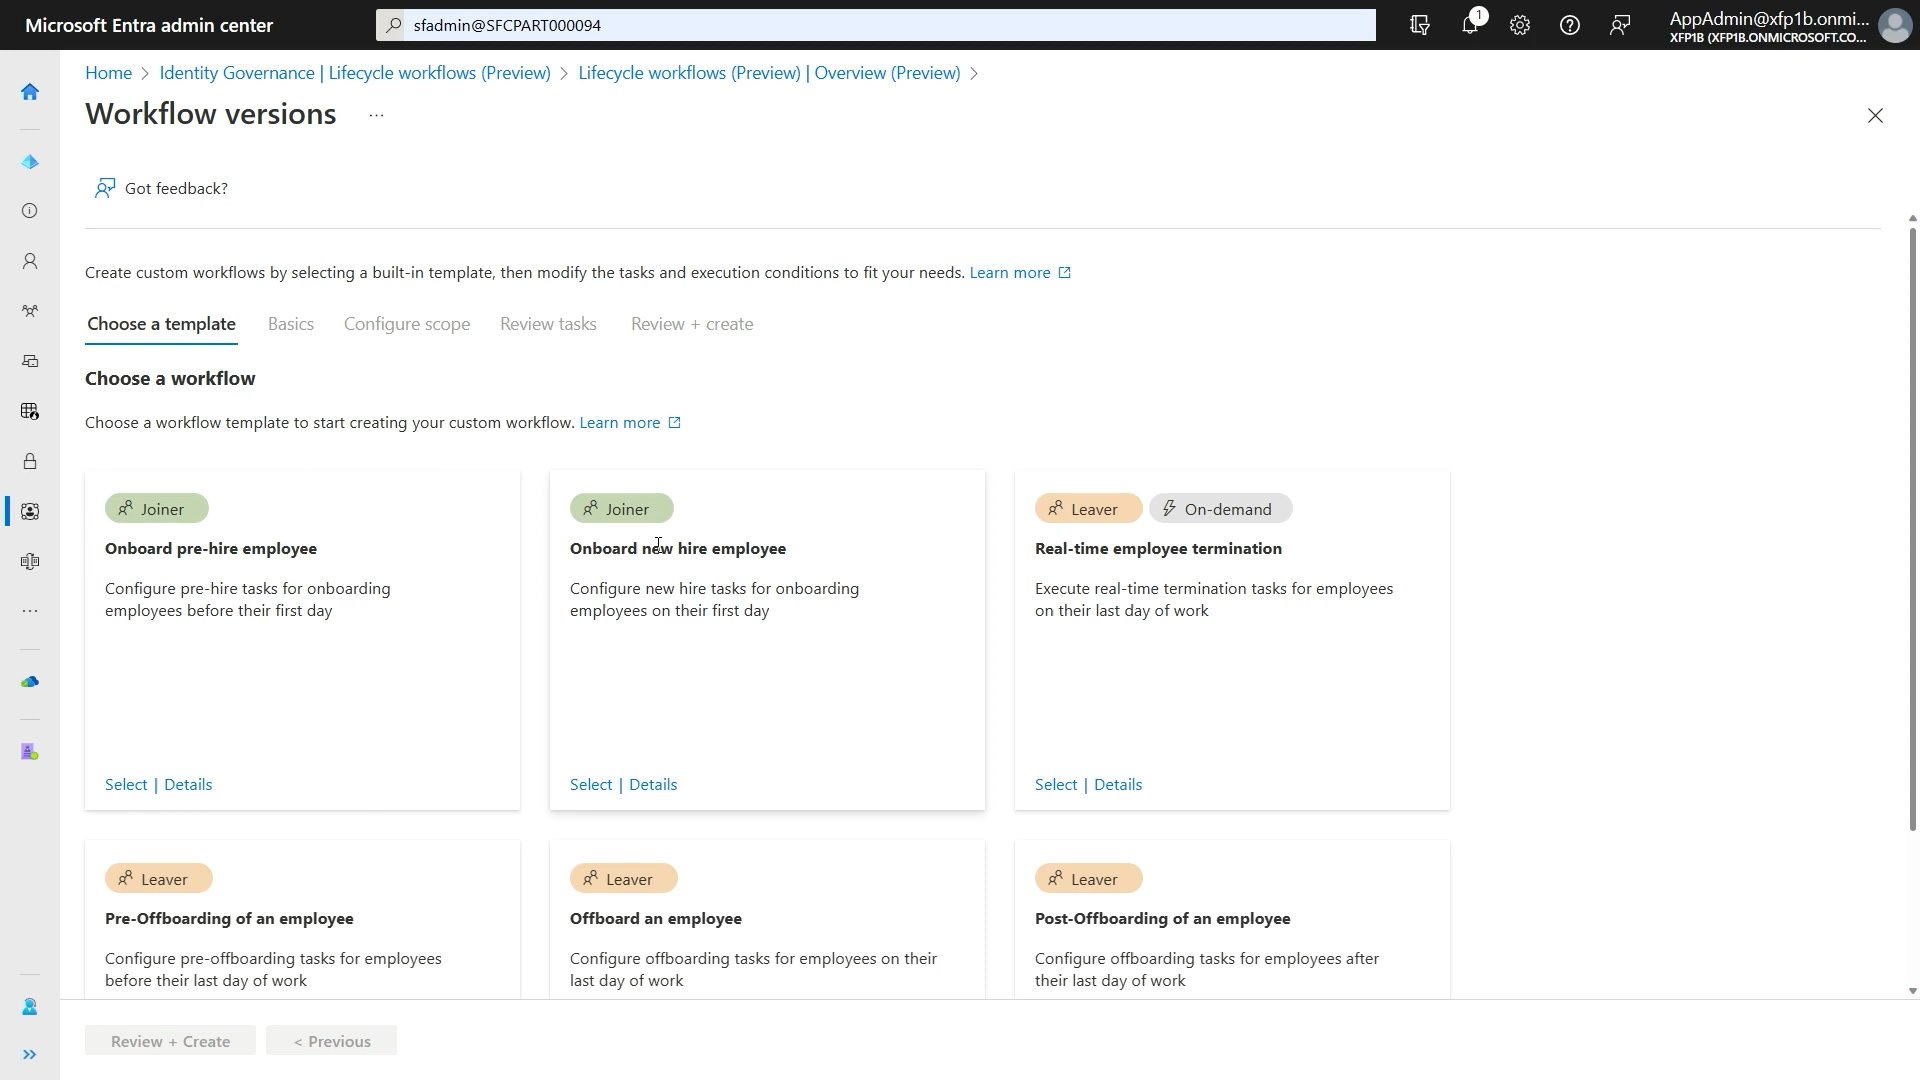 Microsoft Entra admin center
sfadmin@SFCPART000094
1
AppAdmin@xfp1b.onmi...
XFP1B (XFP1B.ONMICROSOFT.CO...
Home > Identity Governance | Lifecycle workflows (Preview) > Lifecycle workflows (Preview) | Overview (Preview) >
Workflow versions ...
Got feedback?
Create custom workflows by selecting a built-in template, then modify the tasks and execution conditions to fit your needs. Learn more
Choose a template Basics Configure scope Review tasks Review + create
Choose a workflow
Choose a workflow template to start creating your custom workflow. Learn more
Joiner
Onboard pre-hire employee
Configure pre-hire tasks for onboarding
employees before their first day
Select | Details
Joiner
Onboard new hire employee
Configure new hire tasks for onboarding
employees on their first day
Select | Details
Leaver On-demand
Real-time employee termination
Execute real-time termination tasks for employees
on their last day of work
Select | Details
Leaver
Pre-Offboarding of an employee
Configure pre-offboarding tasks for employees
before their last day of work
Leaver
Offboard an employee
Configure offboarding tasks for employees on their
last day of work
Leaver
Post-Offboarding of an employee
Configure offboarding tasks for employees after
their last day of work
Review + Create < Previous